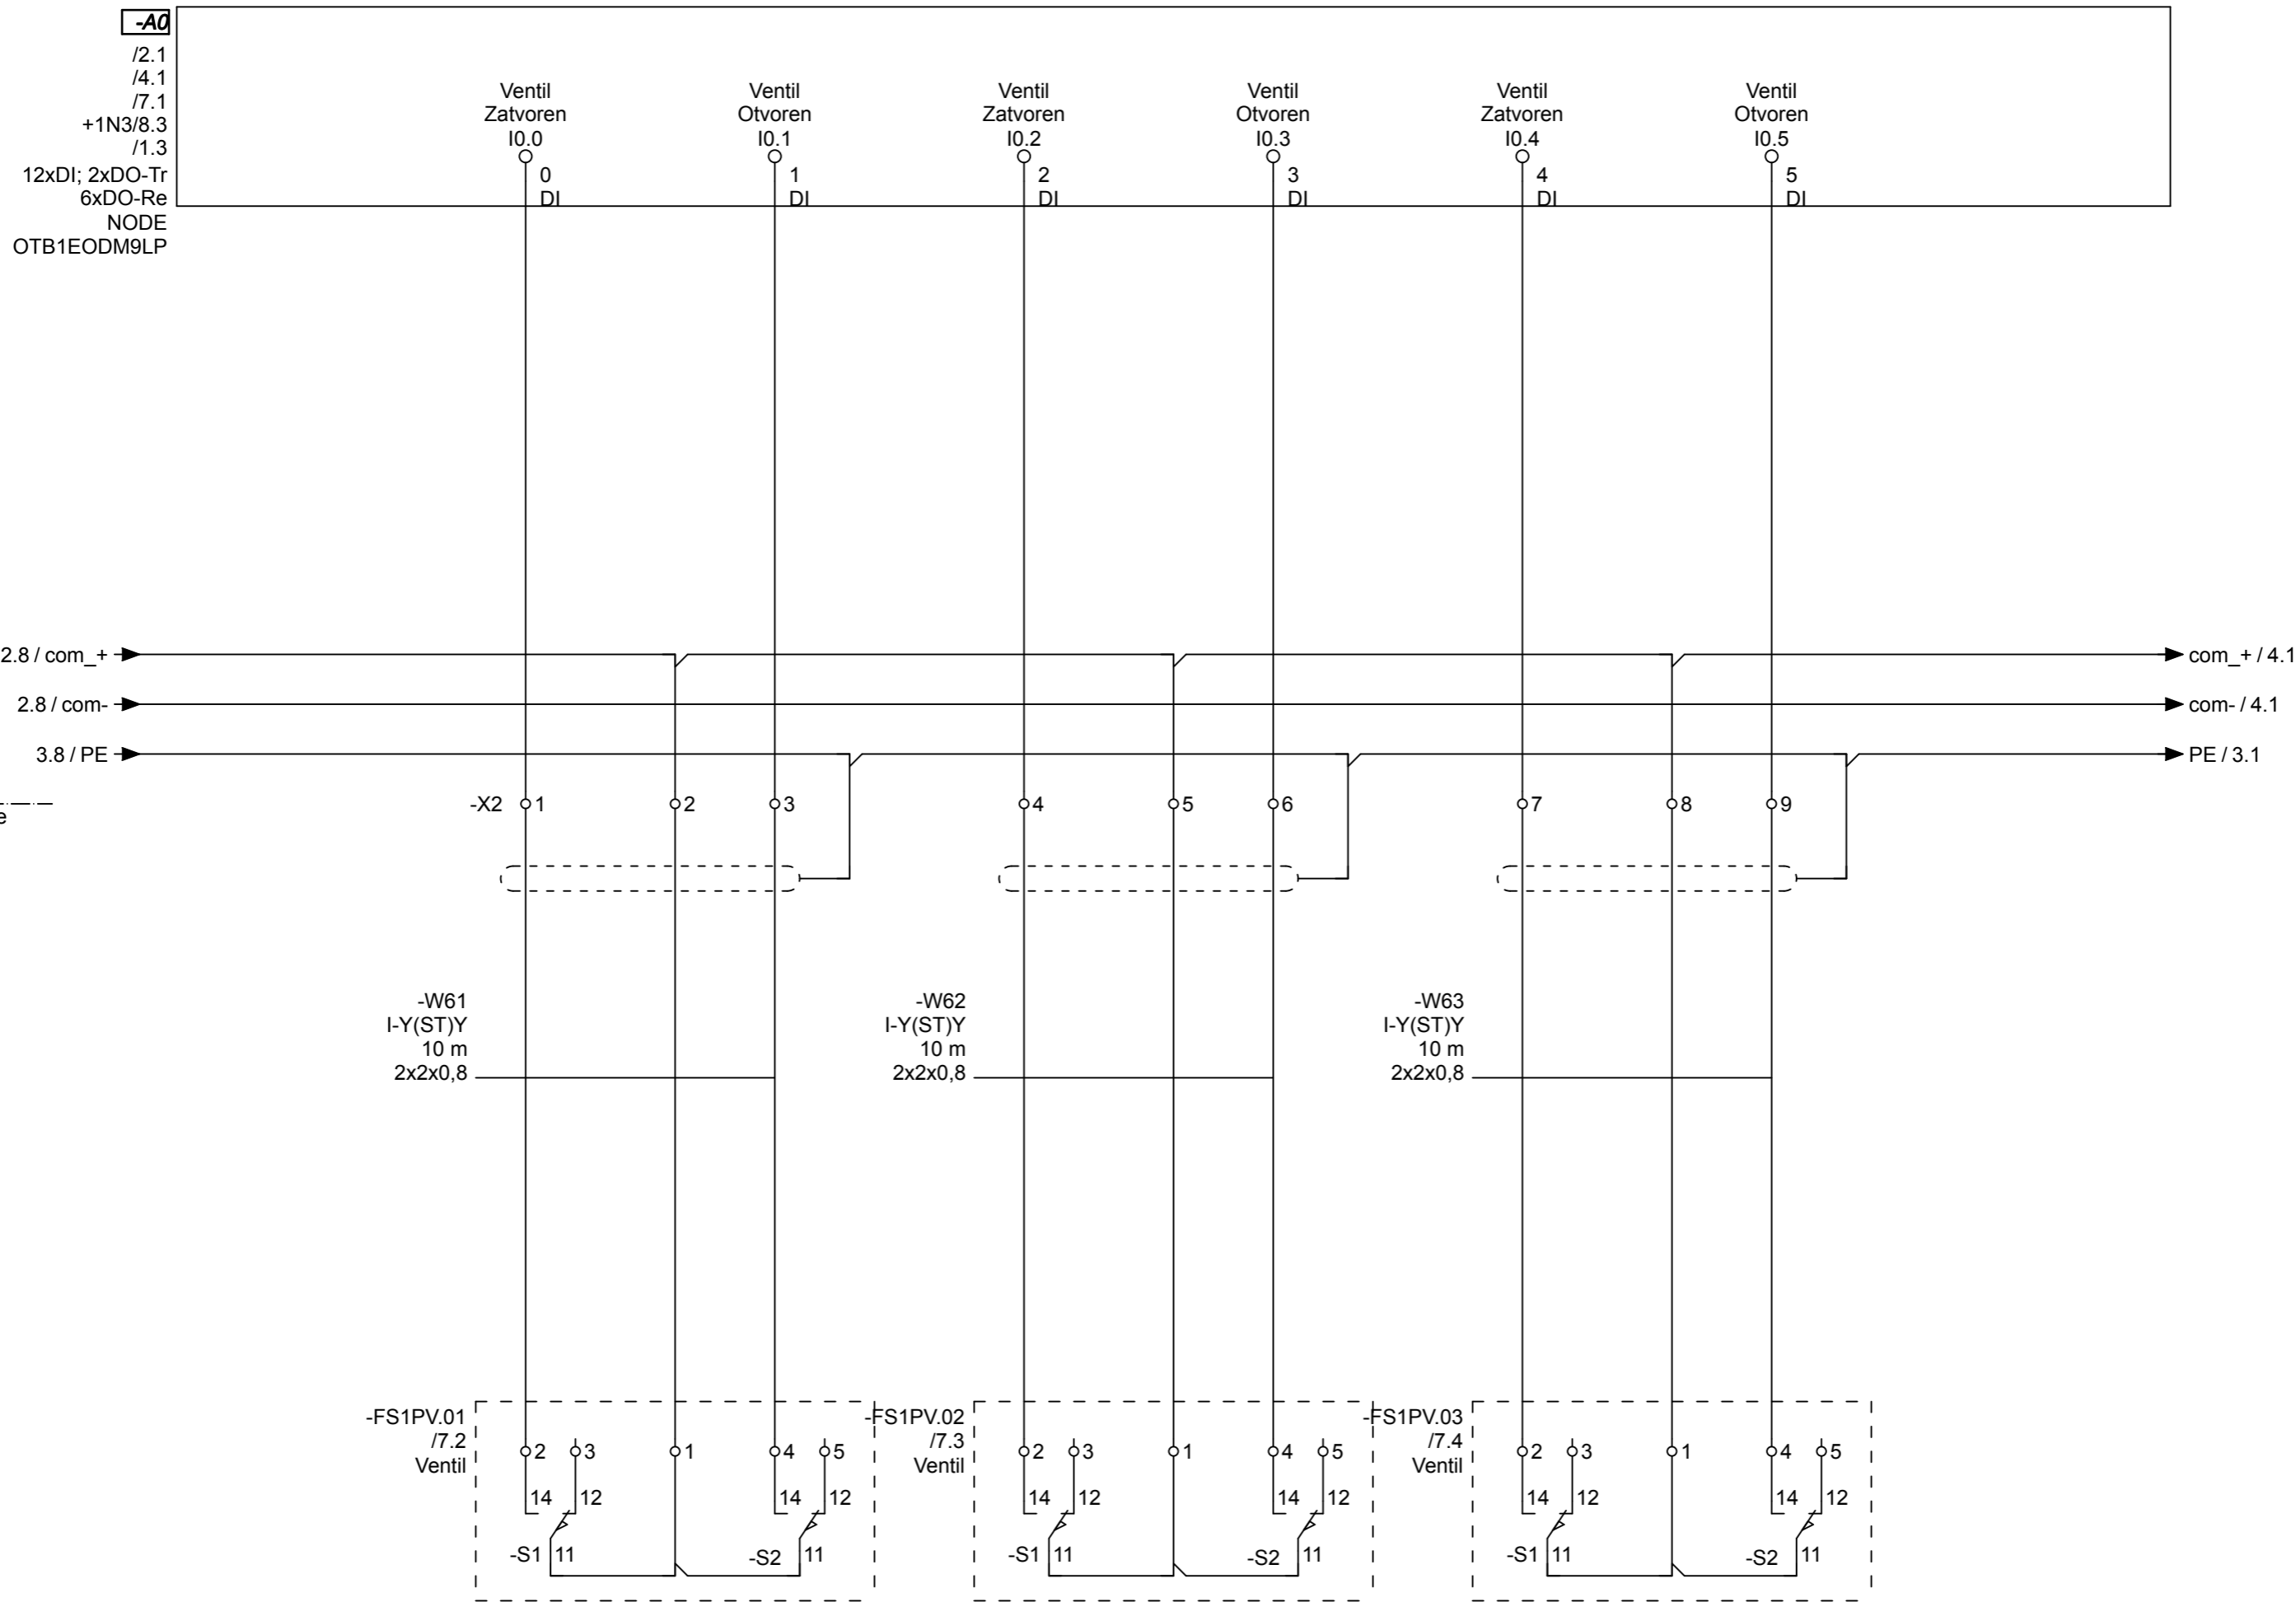 -A0
/2.1
/4.1
/7.1
+1N3/8.3
/1.3
12xDI; 2xDO-Tr
6xDO-Re
NODE
OTB1EODM9LP
Ventil Ventil Ventil Ventil Ventil Ventil
Zatvoren Otvoren Zatvoren Otvoren Zatvoren Otvoren
I0.0 I0.1 I0.2 I0.3 I0.4 I0.5
0 1 2 3 4 5
DI DI DI DI DI DI
2.8 / com_+ com_+ / 4.1
2.8 / com- com- / 4.1
3.8 / PE PE / 3.1
-X2 1 2 3 4 5 6 7 8 9
e
-W61 -W62 -W63
I-Y(ST)Y I-Y(ST)Y I-Y(ST)Y
10 m 10 m 10 m
2x2x0,8 2x2x0,8 2x2x0,8
-FS1PV.01 -FS1PV.02 -FS1PV.03
/7.2 /7.3 /7.4
Ventil Ventil Ventil
2 3 1 4 5 2 3 1 4 5 2 3 1 4 5
14 12 14 12 14 12 14 12 14 12 14 12
-S1 11 -S2 11 -S1 11 -S2 11 -S1 11 -S2 11